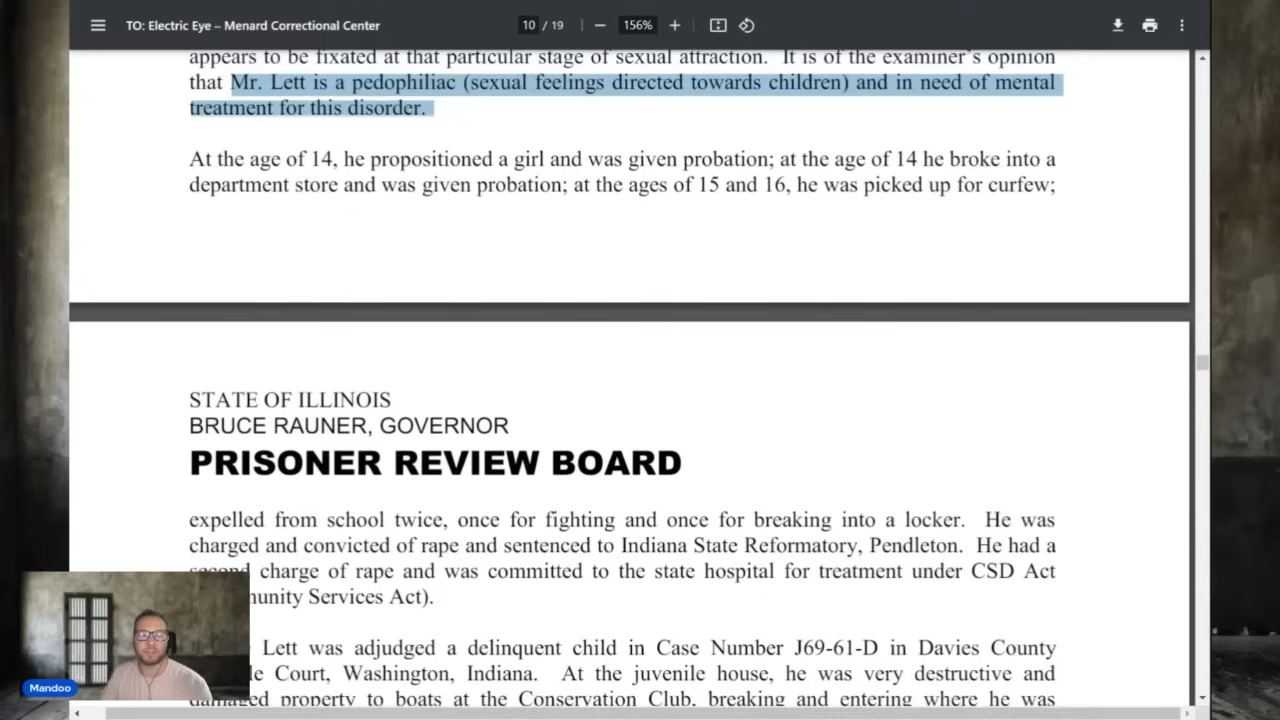 TO: Electric Eye – Menard Correctional Center
10 / 19
156%
appears to be fixated at that particular stage of sexual attraction. It is of the examiner's opinion
that Mr. Lett is a pedophiliac (sexual feelings directed towards children) and in need of mental
treatment for this disorder.
At the age of 14, he propositioned a girl and was given probation; at the age of 14 he broke into a
department store and was given probation; at the ages of 15 and 16, he was picked up for curfew;
STATE OF ILLINOIS
BRUCE RAUNER, GOVERNOR
PRISONER REVIEW BOARD
expelled from school twice, once for fighting and once for breaking into a locker. He was
charged and convicted of rape and sentenced to Indiana State Reformatory, Pendleton. He had a
second charge of rape and was committed to the state hospital for treatment under CSD Act
Services Act).
Lett was adjudged a delinquent child in Case Number J69-61-D in Davies County
Court, Washington, Indiana. At the juvenile house, he was very destructive and
damaged property to boats at the Conservation Club, breaking and entering where he was
Mandoo